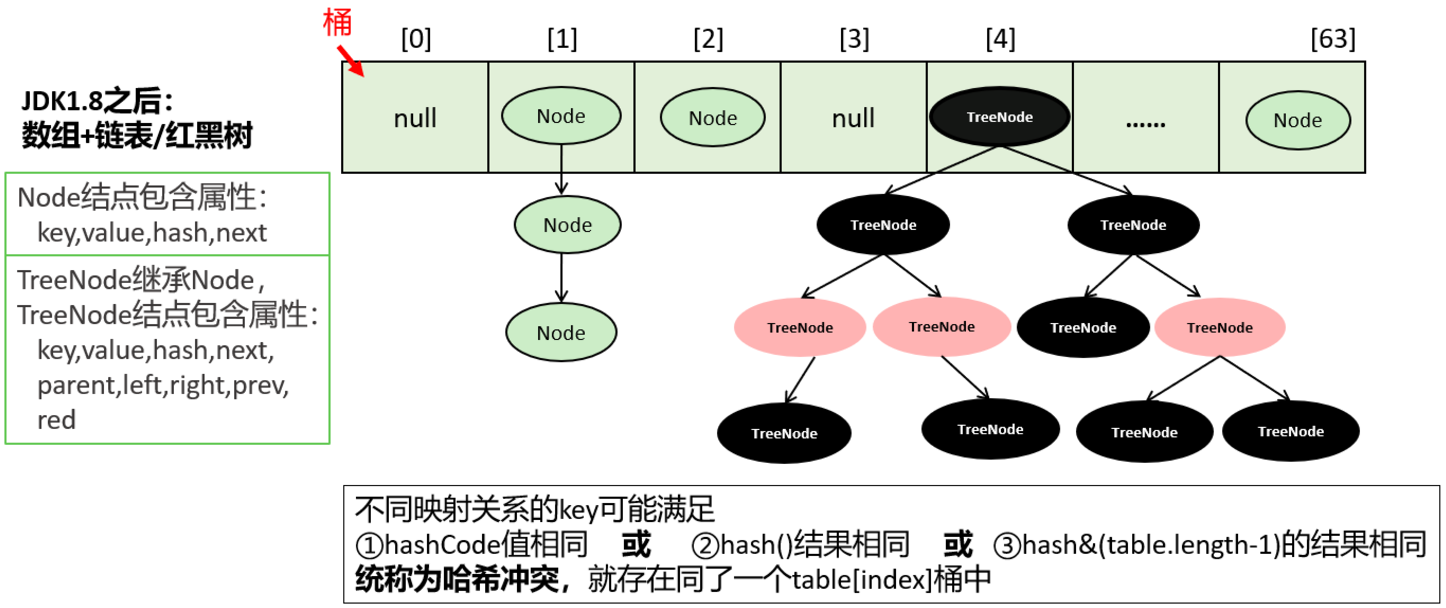 桶
[0] [1] [2] [3] [4] [63]
JDK1.8之后：
数组+链表/红黑树
null Node Node null TreeNode …… Node
Node结点包含属性：
key,value,hash,next
TreeNode继承Node，
TreeNode结点包含属性：
key,value,hash,next,
parent,left,right,prev,
red
Node TreeNode TreeNode
Node TreeNode TreeNode TreeNode TreeNode
TreeNode TreeNode TreeNode TreeNode
不同映射关系的key可能满足
①hashCode值相同 或 ②hash()结果相同 或 ③hash&(table.length-1)的结果相同
统称为哈希冲突，就存在同了一个table[index]桶中